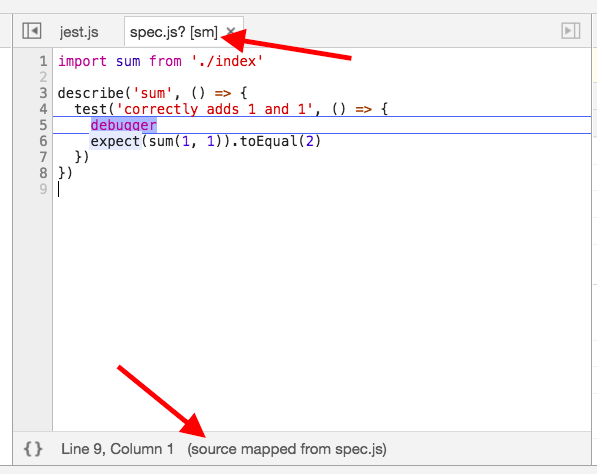 jest.js spec.js? [sm] ×
1 import sum from './index'
2
3 describe('sum', () => {
4   test('correctly adds 1 and 1', () => {
5     debugger
6     expect(sum(1, 1)).toEqual(2)
7   })
8 })
9
{} Line 9, Column 1 (source mapped from spec.js)